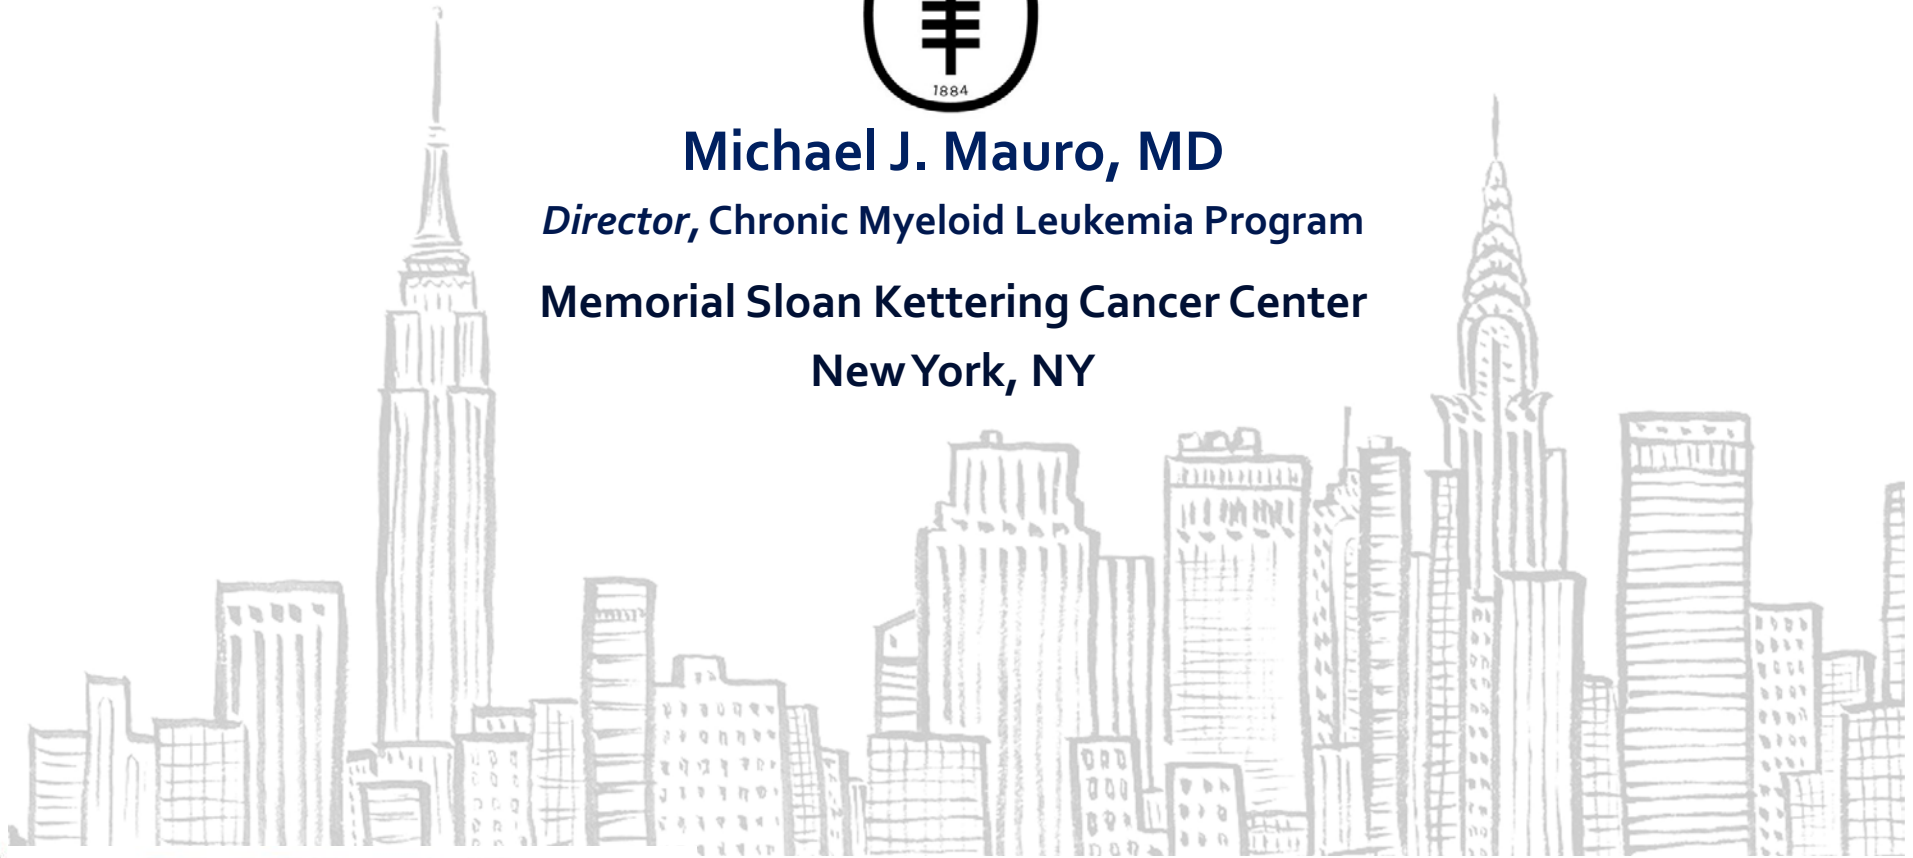 1884
Michael J. Mauro, MD
Director, Chronic Myeloid Leukemia Program
Memorial Sloan Kettering Cancer Center
New York, NY